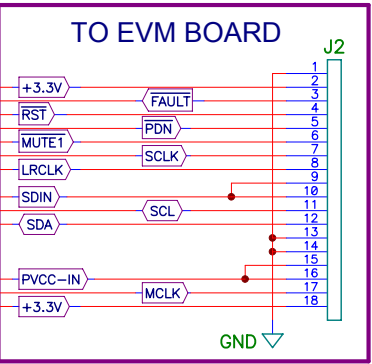 TO EVM BOARD
J2
1
2
+3.3V
3
FAULT
4
RST
5
PDN
6
MUTE1
7
SCLK
8
LRCLK
9
SDIN
10
11
SCL
12
SDA
13
14
15
PVCC-IN
16
17
MCLK
18
+3.3V
GND